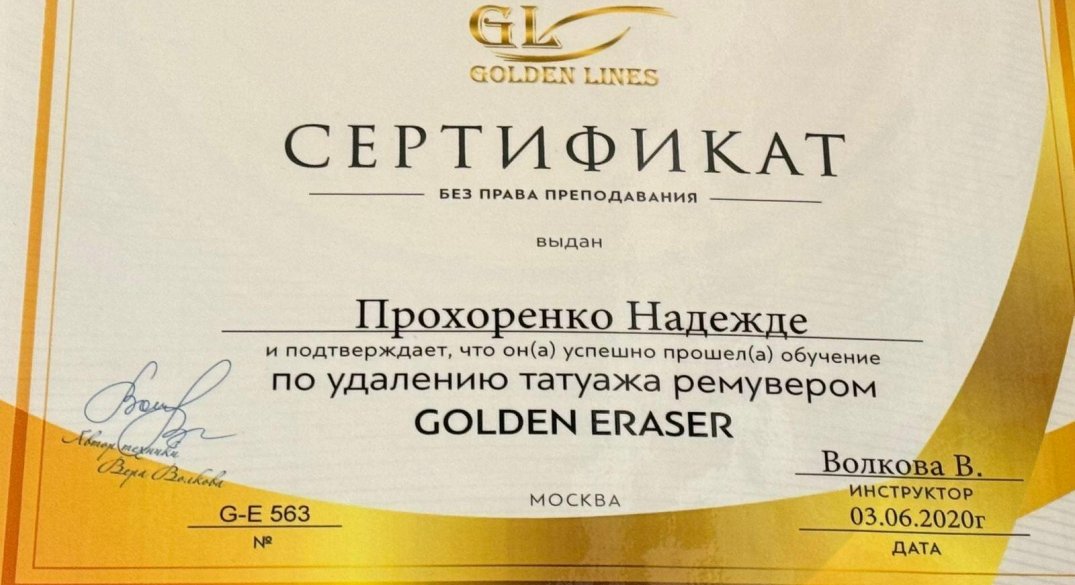 GL
GOLDEN LINES
СЕРТИФИКАТ
БЕЗ ПРАВА ПРЕПОДАВАНИЯ
выдан
Прохоренко Надежде
и подтверждает, что он(а) успешно прошел(а) обучение
по удалению татуажа ремувером
GOLDEN ERASER
Автор техники
Вера Волкова
Волкова В.
ИНСТРУКТОР
МОСКВА
G-E 563
№
03.06.2020г
ДАТА